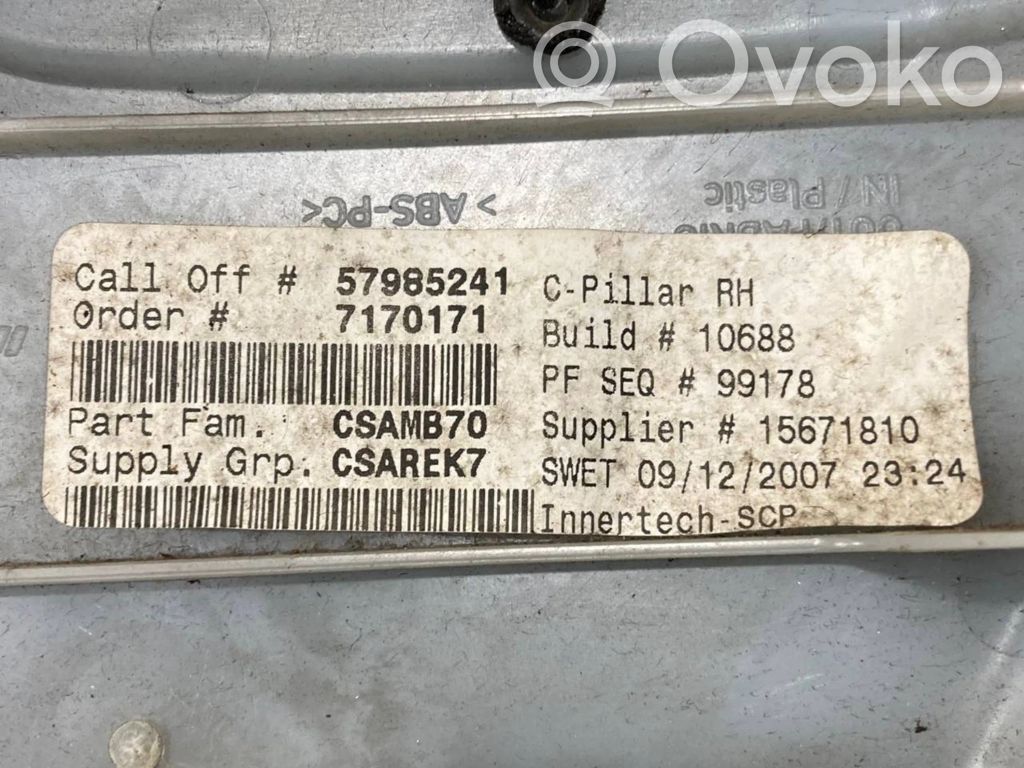 Ovoko
>ABS-PC<
IN / Plastic
Call Off # 57985241
Order # 7170171
Part Fam. CSAMB70
Supply Grp: CSAREK7
C-Pillar RH
Build # 10688
PF SEQ # 99178
Supplier # 15671810
SWET 09/12/2007 23:24
Innertech-SCP